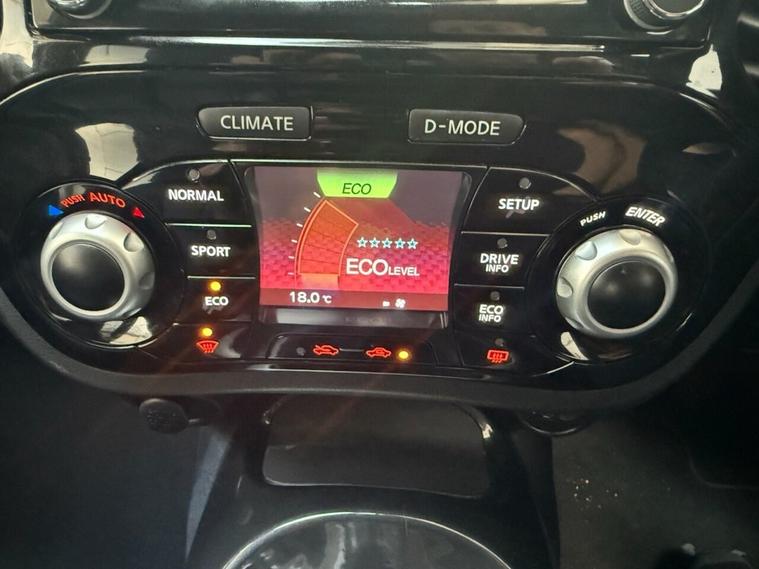 CLIMATE
D-MODE
PUSH AUTO
NORMAL
SPORT
ECO
ECO
ECO LEVEL
18.0 °C
SETUP
DRIVE
INFO
ECO
INFO
PUSH ENTER